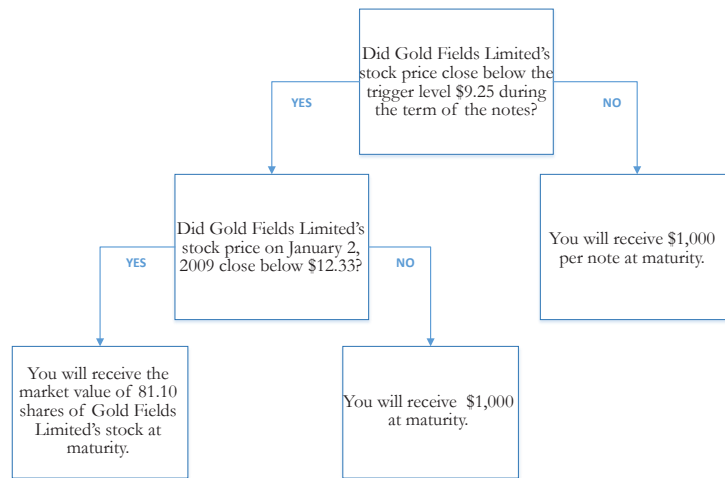 Did Gold Fields Limited's
stock price close below the
trigger level $9.25 during
the term of the notes?
YES
NO
Did Gold Fields Limited's
stock price on January 2,
2009 close below $12.33?
You will receive $1,000
per note at maturity.
YES
NO
You will receive the
market value of 81.10
shares of Gold Fields
Limited's stock at
maturity.
You will receive $1,000
at maturity.